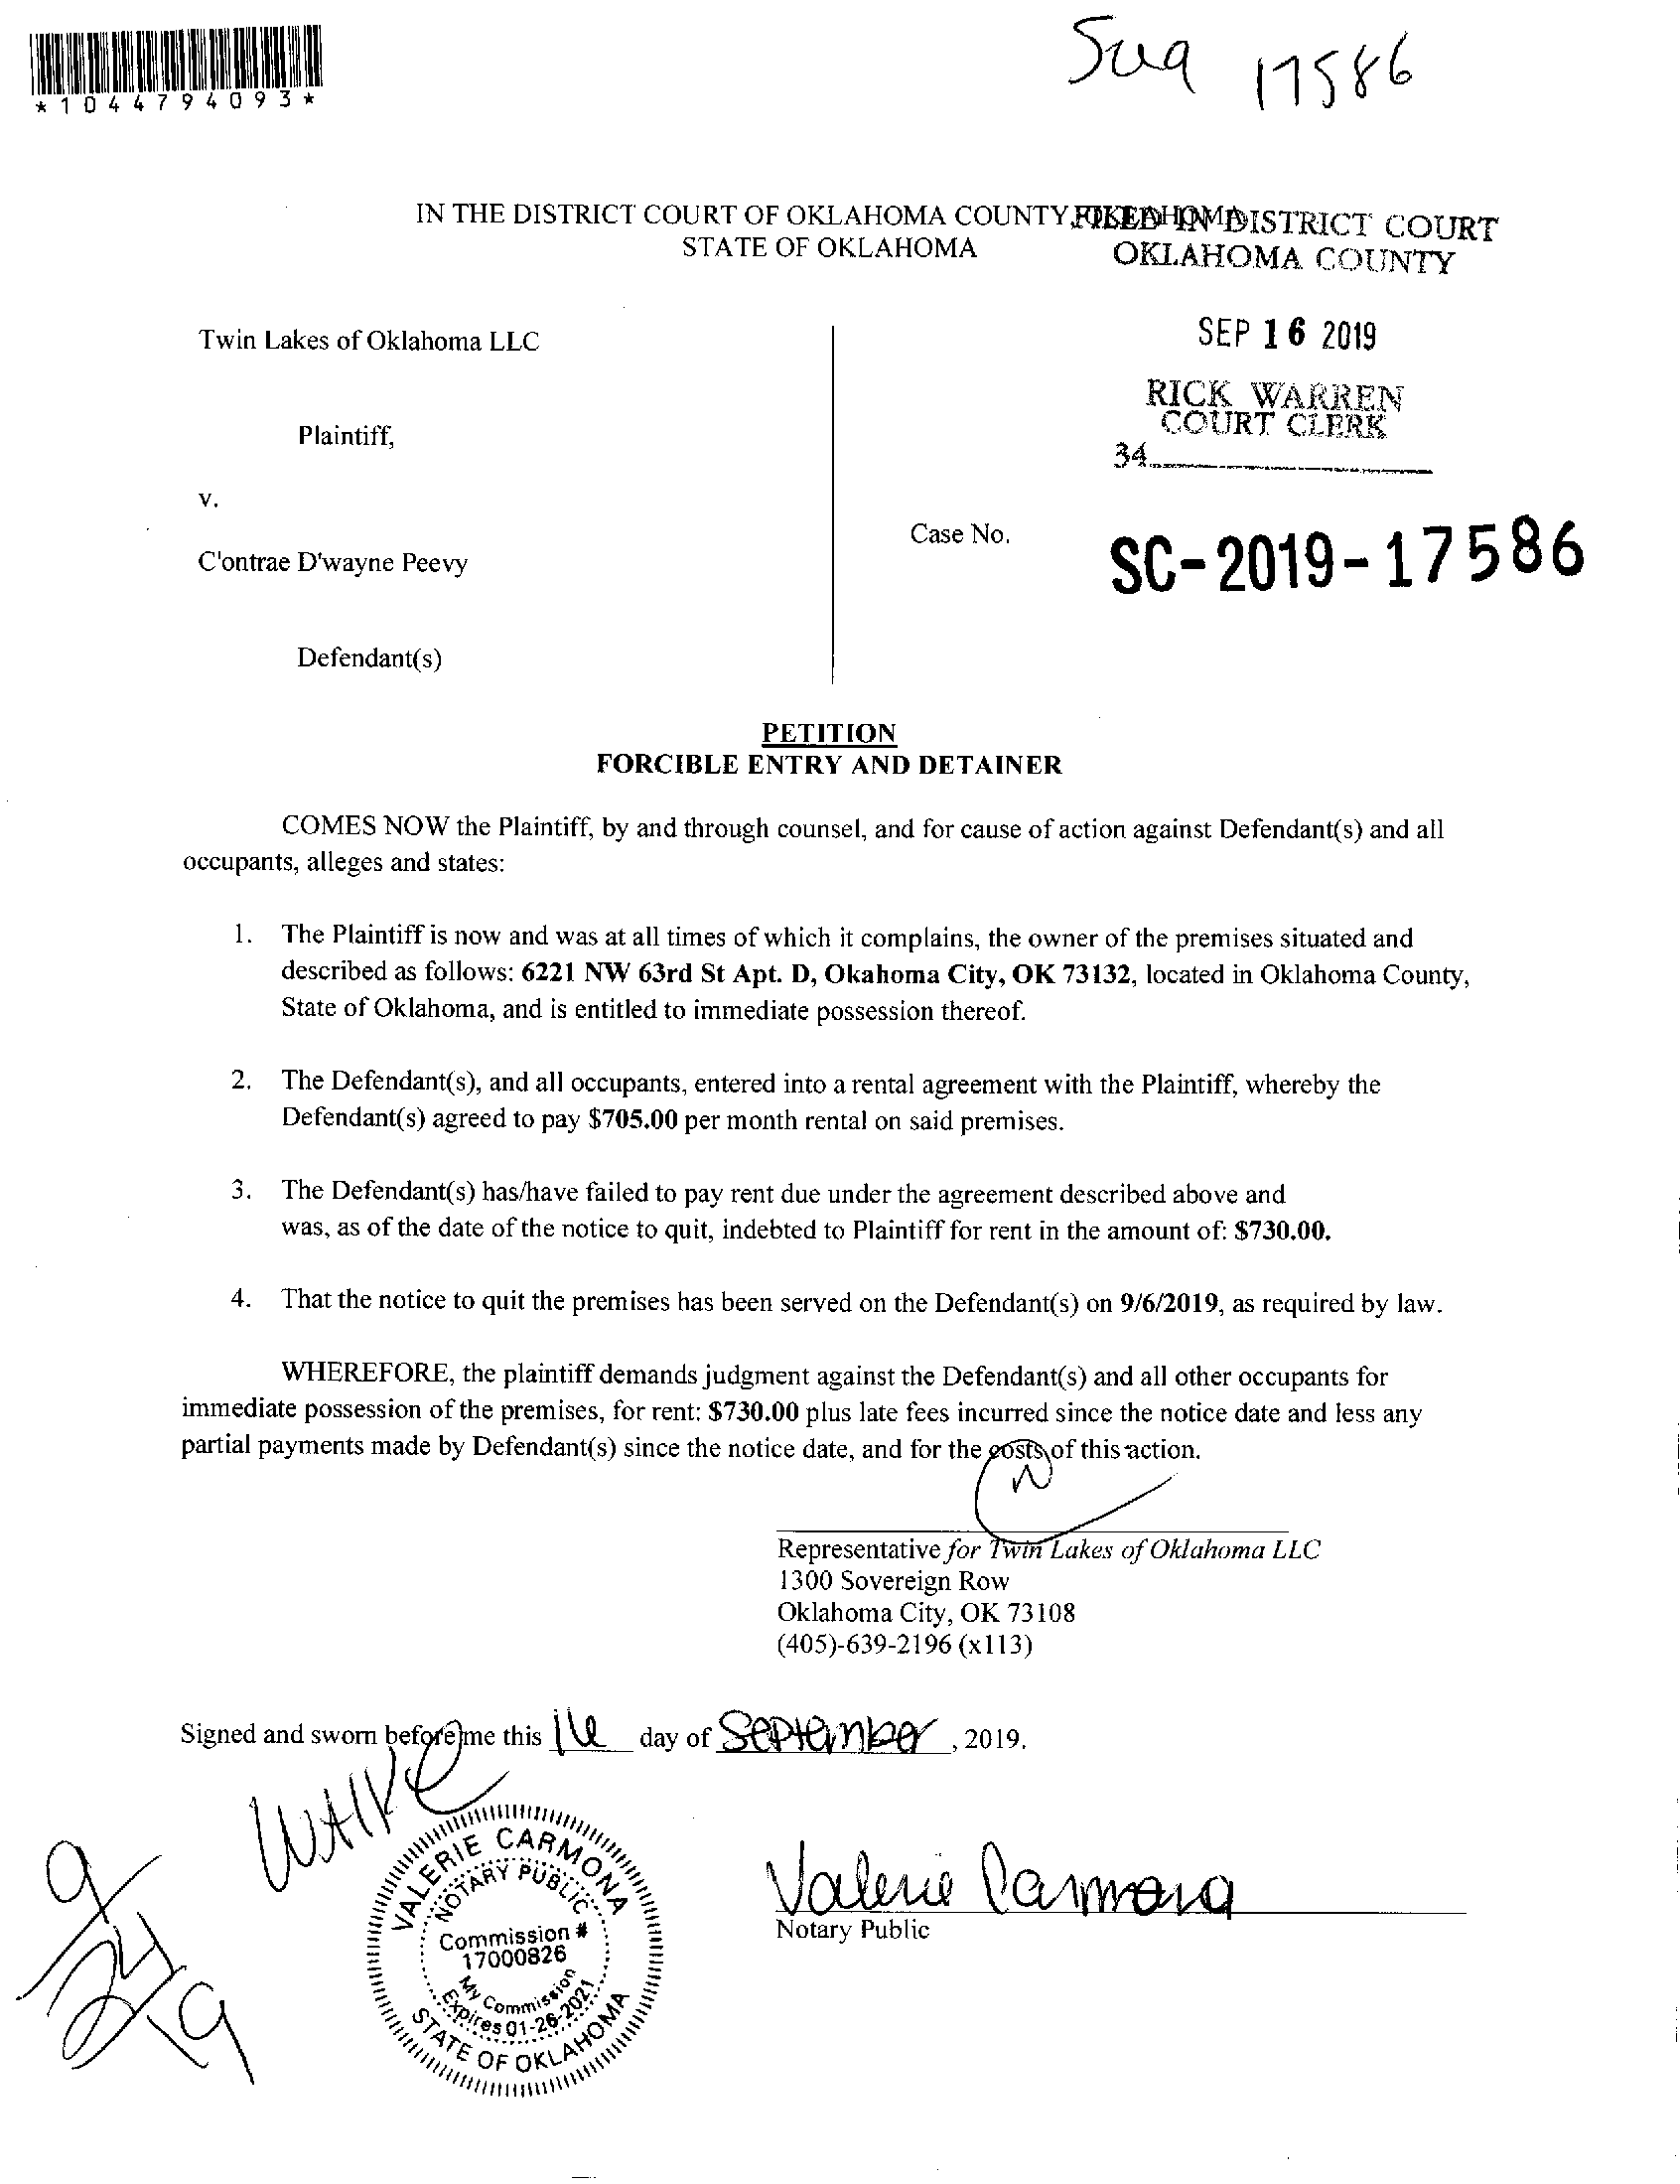 *1044794093*
17586
IN THE DISTRICT COURT OF OKLAHOMA COUNTY,
STATE OF OKLAHOMA
FILED IN DISTRICT COURT
OKLAHOMA COUNTY
SEP 16 2019
RICK WARREN
COURT CLERK
34
Twin Lakes of Oklahoma LLC
Plaintiff,
v.
Case No.
SC-2019-17586
C'ontrae D'wayne Peevy
Defendant(s)
PETITION
FORCIBLE ENTRY AND DETAINER
COMES NOW the Plaintiff, by and through counsel, and for cause of action against Defendant(s) and all
occupants, alleges and states:
1. The Plaintiff is now and was at all times of which it complains, the owner of the premises situated and
described as follows: 6221 NW 63rd St Apt. D, Okahoma City, OK 73132, located in Oklahoma County,
State of Oklahoma, and is entitled to immediate possession thereof.
2. The Defendant(s), and all occupants, entered into a rental agreement with the Plaintiff, whereby the
Defendant(s) agreed to pay $705.00 per month rental on said premises.
3. The Defendant(s) has/have failed to pay rent due under the agreement described above and
was, as of the date of the notice to quit, indebted to Plaintiff for rent in the amount of: $730.00.
4. That the notice to quit the premises has been served on the Defendant(s) on 9/6/2019, as required by law.
WHEREFORE, the plaintiff demands judgment against the Defendant(s) and all other occupants for
immediate possession of the premises, for rent: $730.00 plus late fees incurred since the notice date and less any
partial payments made by Defendant(s) since the notice date, and for the costs of this action.
Representative for Twin Lakes of Oklahoma LLC
1300 Sovereign Row
Oklahoma City, OK 73108
(405)-639-2196 (x113)
Signed and sworn before me this 16 day of September, 2019.
VALERIE CARMONA
NOTARY PUBLIC
Commission #
17000826
My Commission
Expires 01-26-2021
STATE OF OKLAHOMA
Valerie Carmona
Notary Public
9/24/19